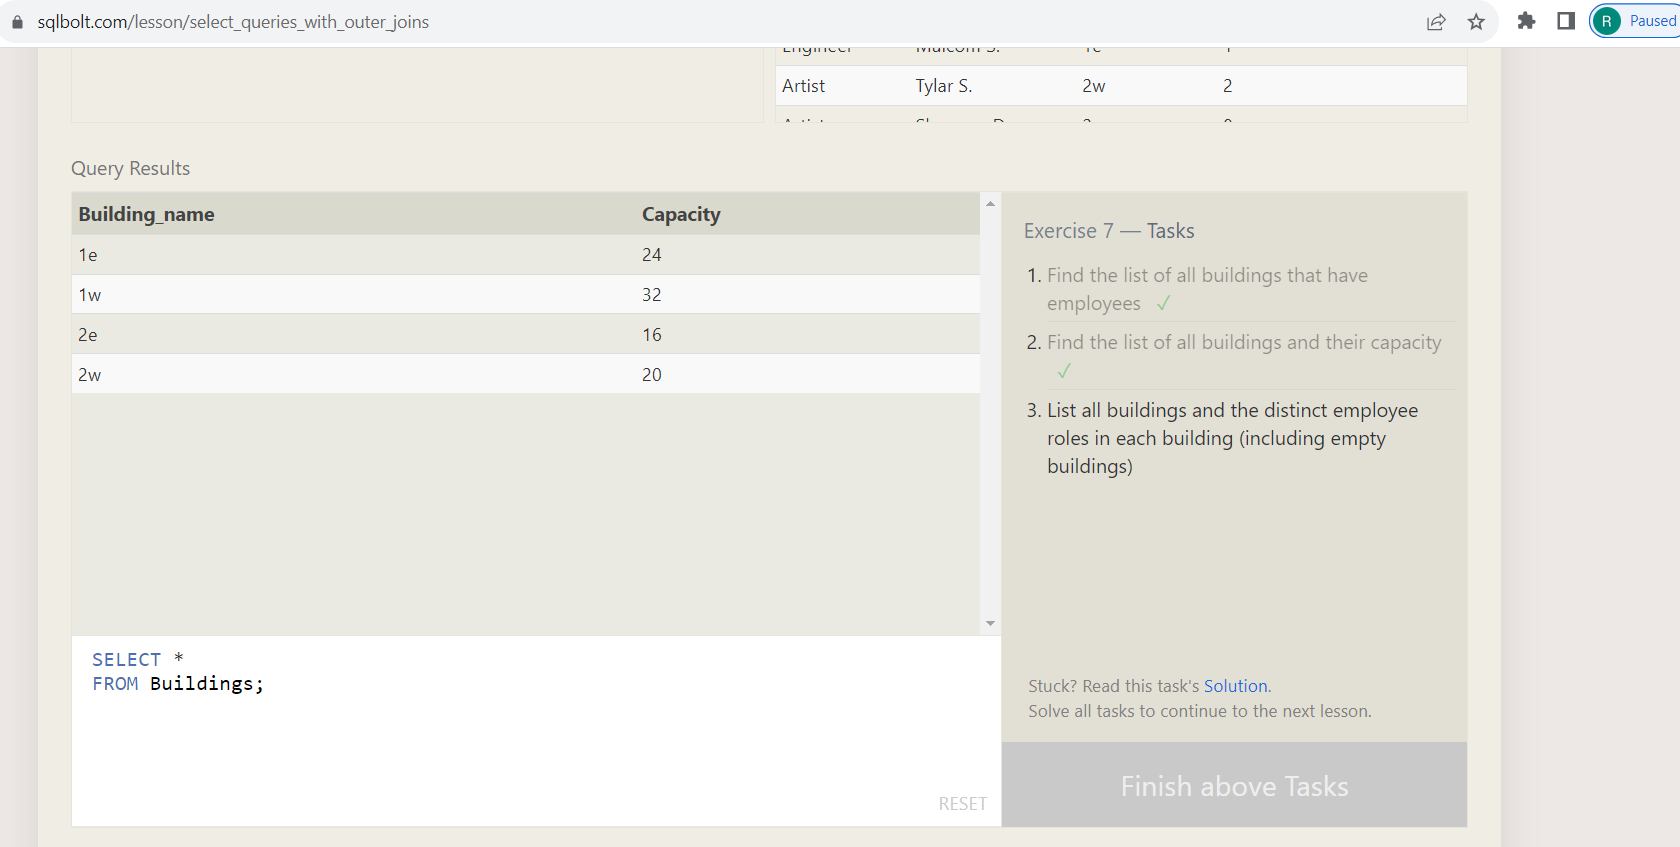 sqlbolt.com/lesson/select_queries_with_outer_joins
R Paused
Engineer Malcom S. 1e 1
Artist Tylar S. 2w 2
Query Results
Building_name Capacity
1e 24
1w 32
2e 16
2w 20
Exercise 7 — Tasks
1. Find the list of all buildings that have
employees ✓
2. Find the list of all buildings and their capacity
✓
3. List all buildings and the distinct employee
roles in each building (including empty
buildings)
SELECT *
FROM Buildings;
RESET
Stuck? Read this task's Solution.
Solve all tasks to continue to the next lesson.
Finish above Tasks